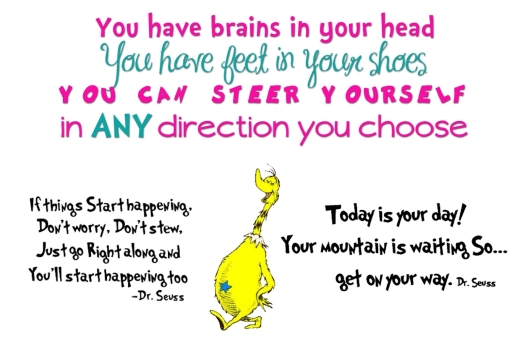 You have brains in your head
You have feet in your shoes
YOU CAN STEER YOURSELF
in ANY direction you choose
If things Start happening,
Don't worry, Don't stew,
Just go Right along and
You'll start happening too
-Dr. Seuss
Today is your day!
Your mountain is waiting So...
get on your way. Dr. Seuss